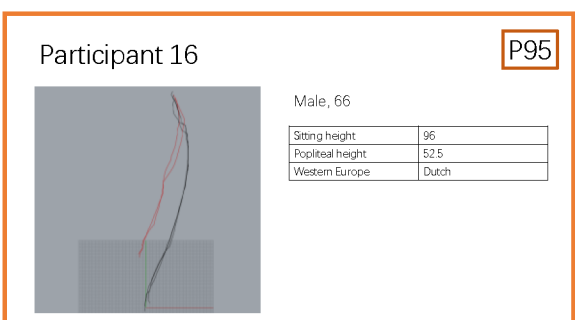 Participant 16
P95
Male, 66
Sitting height 96
Popliteal height 52.5
Western Europe Dutch